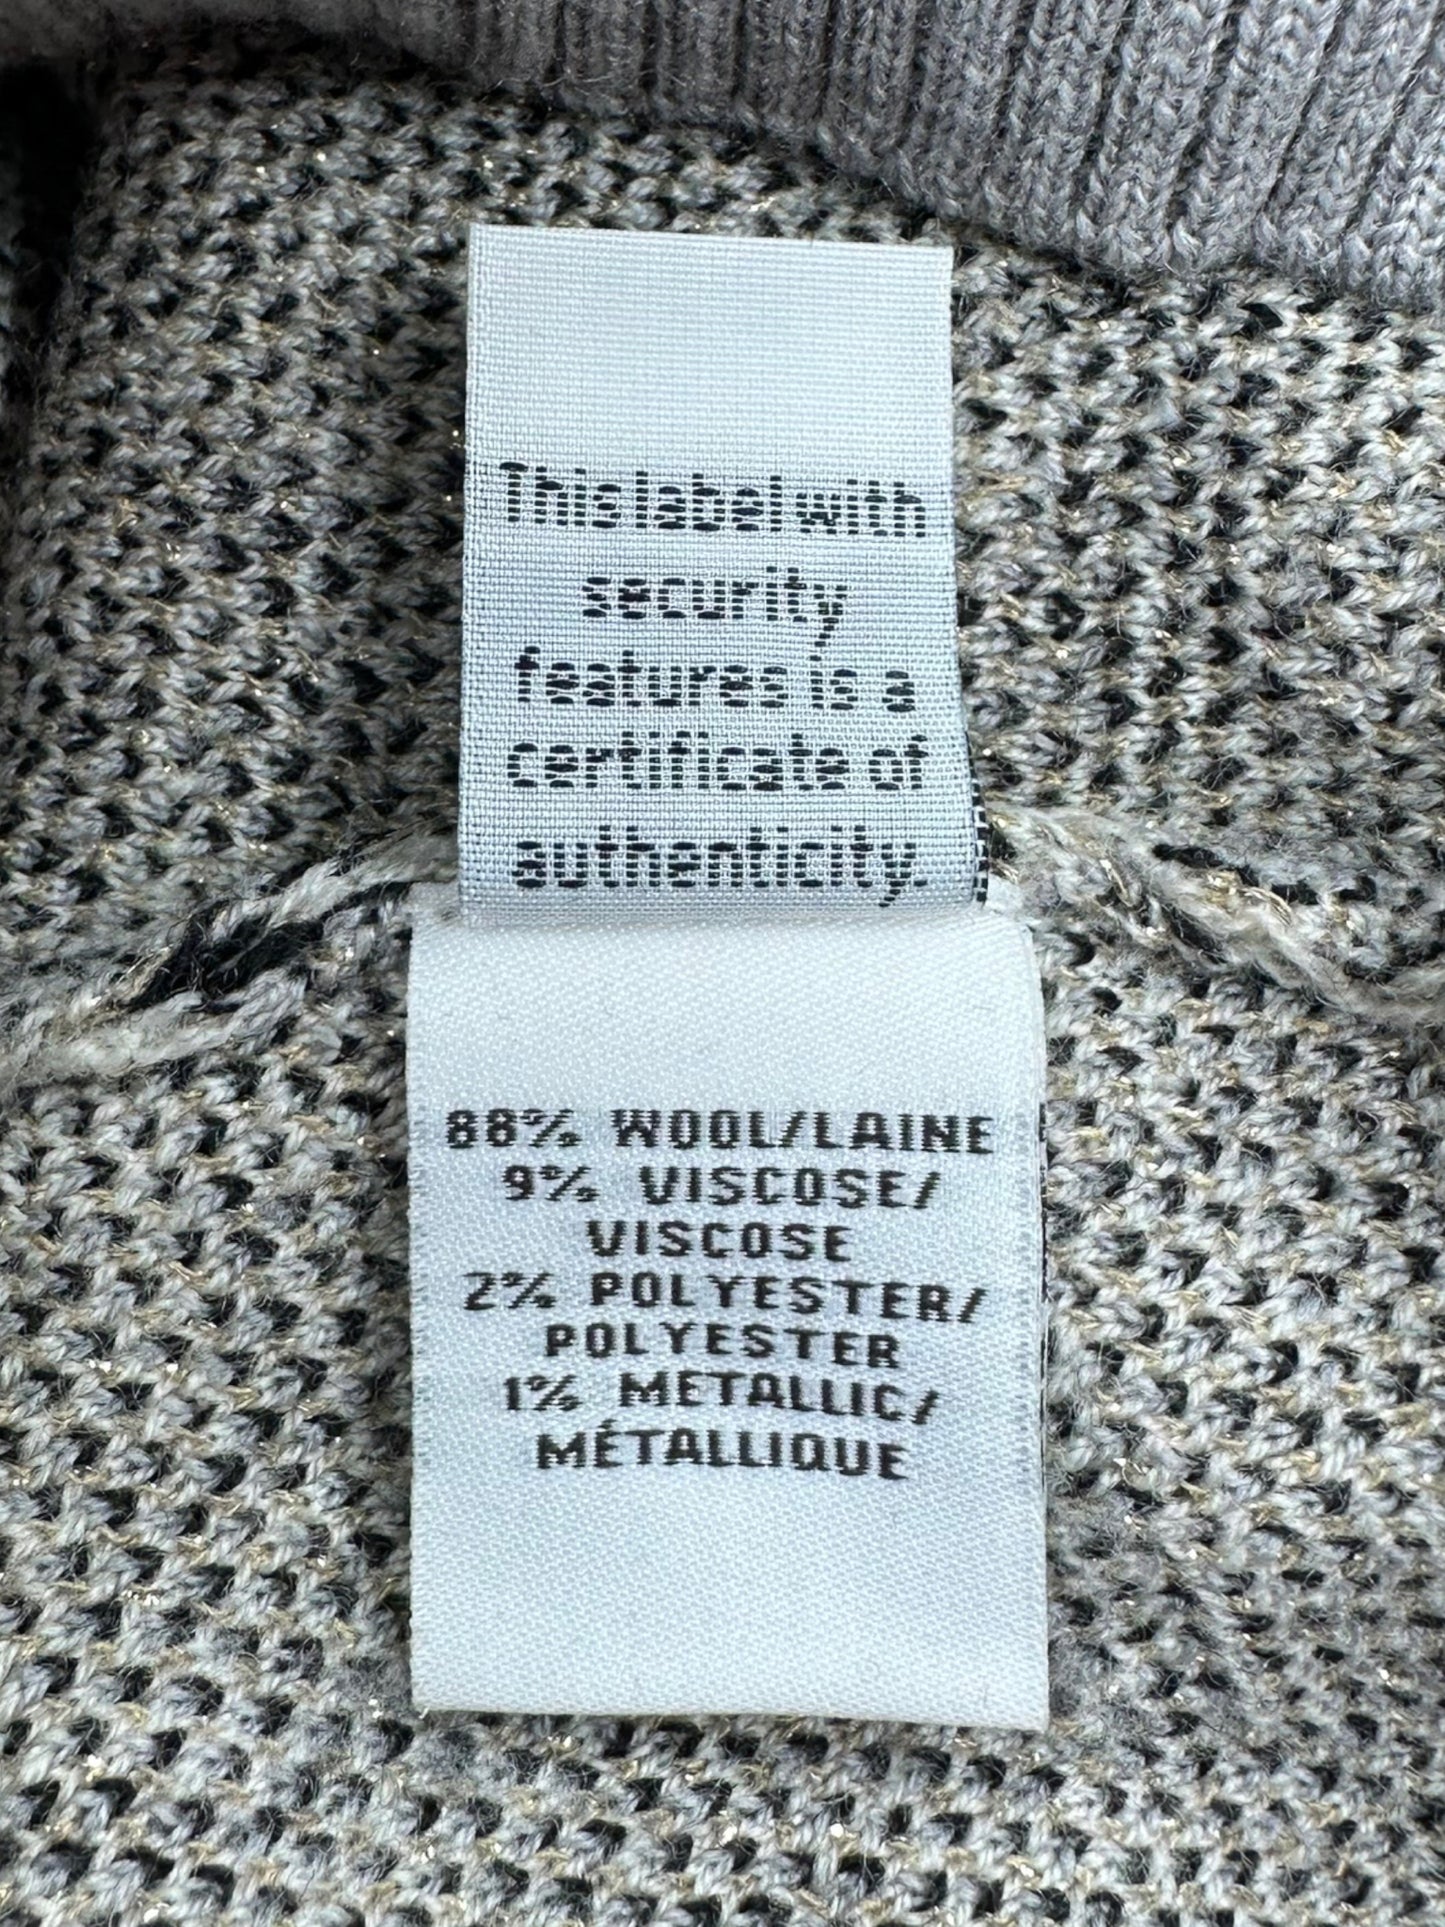 This label with
security
features is a
certificate of
authenticity.
88% WOOL/LAINE
9% VISCOSE/
VISCOSE
2% POLYESTER/
POLYESTER
1% METALLIC/
MÉTALLIQUE